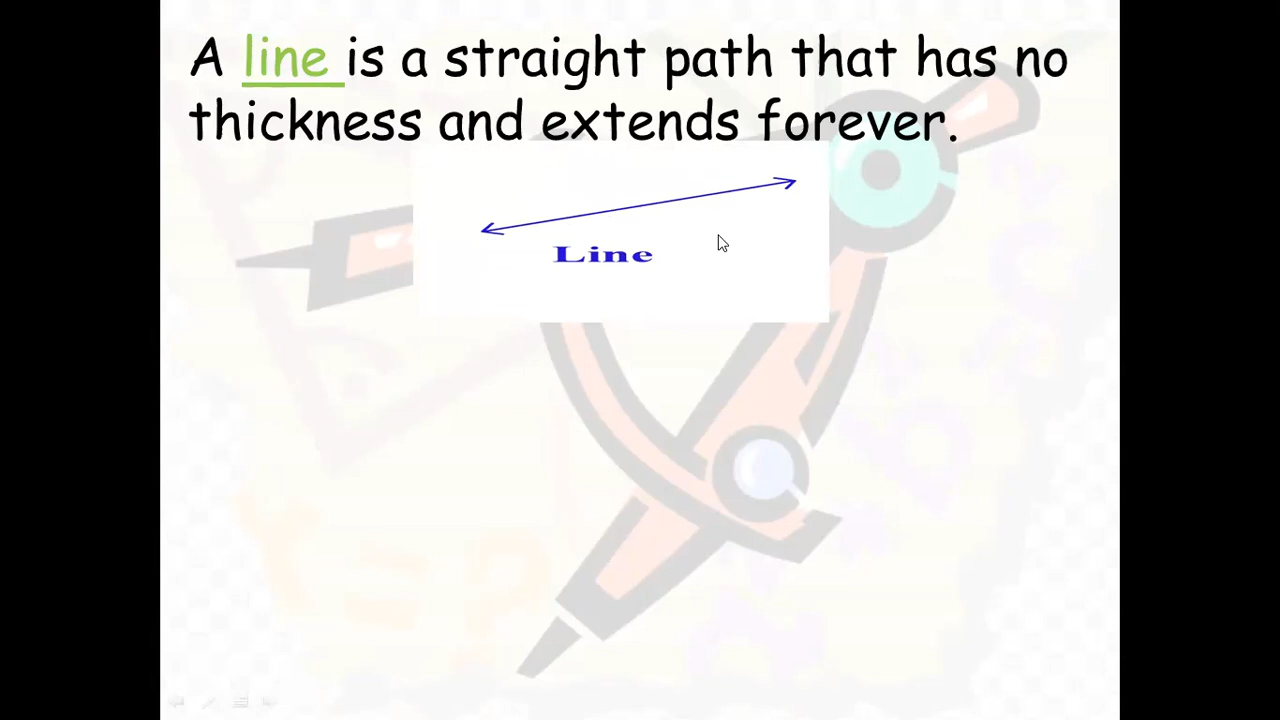 A line is a straight path that has no
thickness and extends forever.
Line